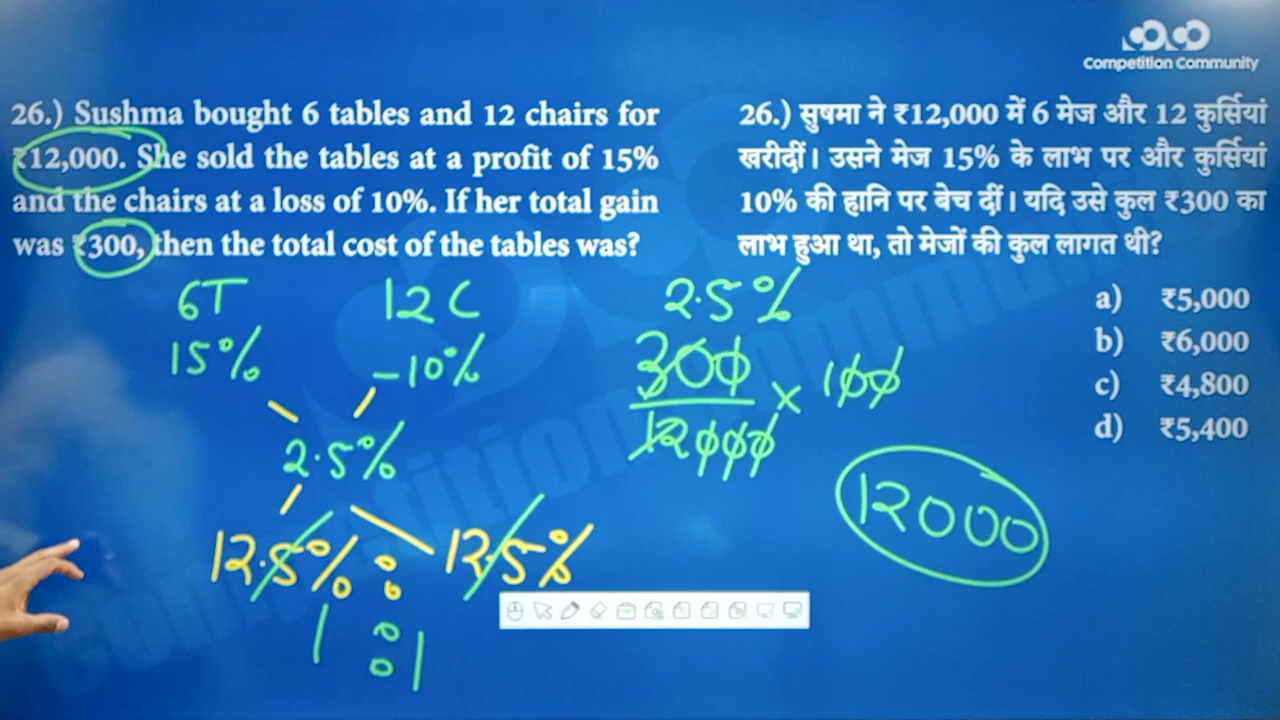 Competition Community
26.) Sushma bought 6 tables and 12 chairs for
₹12,000. She sold the tables at a profit of 15%
and the chairs at a loss of 10%. If her total gain
was ₹300, then the total cost of the tables was?
26.) सुषमा ने ₹12,000 में 6 मेज और 12 कुर्सियां
खरीदीं। उसने मेज 15% के लाभ पर और कुर्सियां
10% की हानि पर बेच दीं। यदि उसे कुल ₹300 का
लाभ हुआ था, तो मेजों की कुल लागत थी?
a) ₹5,000
b) ₹6,000
c) ₹4,800
d) ₹5,400
6T 12C
15% -10%
2.5%
12.5% : 12.5%
1 : 1
2.5%
300 × 100
12000
12000
competition community